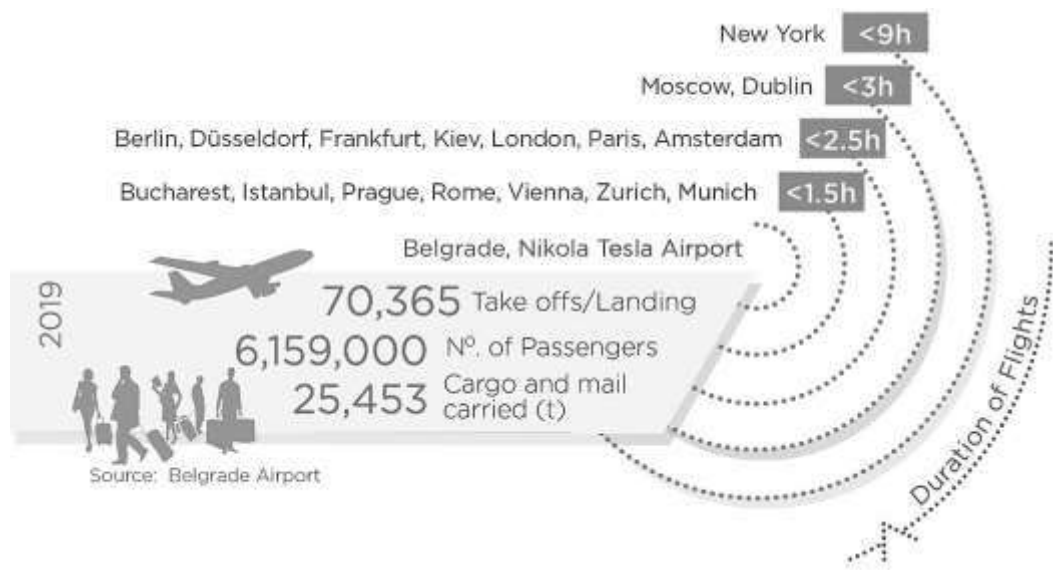 New York <9h
Moscow, Dublin <3h
Berlin, Düsseldorf, Frankfurt, Kiev, London, Paris, Amsterdam <2.5h
Bucharest, Istanbul, Prague, Rome, Vienna, Zurich, Munich <1.5h
Belgrade, Nikola Tesla Airport
2019
70,365 Take offs/Landing
6,159,000 Nº. of Passengers
25,453 Cargo and mail
carried (t)
Source: Belgrade Airport
Duration of Flights